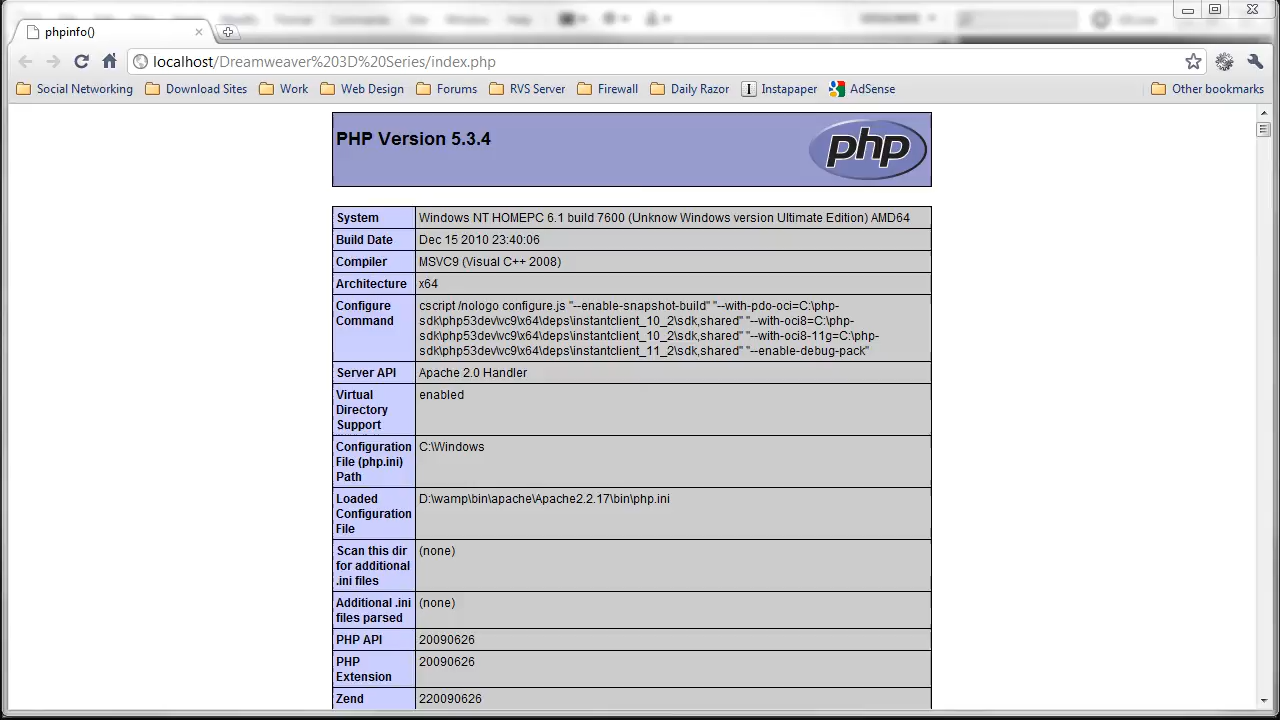 phpinfo()
localhost/Dreamweaver%203D%20Series/index.php
Social Networking Download Sites Work Web Design Forums RVS Server Firewall Daily Razor I Instapaper AdSense Other bookmarks
PHP Version 5.3.4
php
System Windows NT HOMEPC 6.1 build 7600 (Unknow Windows version Ultimate Edition) AMD64
Build Date Dec 15 2010 23:40:06
Compiler MSVC9 (Visual C++ 2008)
Architecture x64
Configure cscript /nologo configure.js "--enable-snapshot-build" "--with-pdo-oci=C:\php-
Command sdk\php53dev\vc9\x64\deps\instantclient_10_2\sdk,shared" "--with-oci8=C:\php-
sdk\php53dev\vc9\x64\deps\instantclient_10_2\sdk,shared" "--with-oci8-11g=C:\php-
sdk\php53dev\vc9\x64\deps\instantclient_11_2\sdk,shared" "--enable-debug-pack"
Server API Apache 2.0 Handler
Virtual enabled
Directory
Support
Configuration C:\Windows
File (php.ini)
Path
Loaded D:\wamp\bin\apache\Apache2.2.17\bin\php.ini
Configuration
File
Scan this dir (none)
for additional
.ini files
Additional .ini (none)
files parsed
PHP API 20090626
PHP 20090626
Extension
Zend 220090626